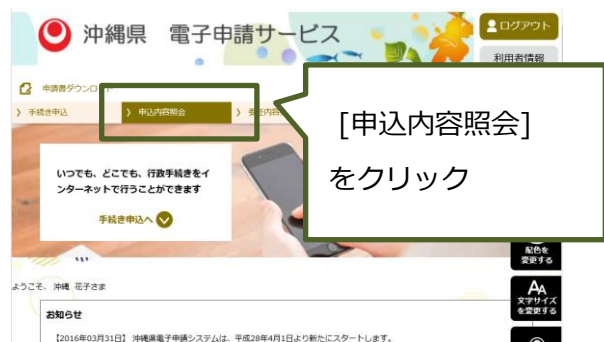 沖縄県 電子申請サービス
ログアウト
利用者情報
申請書ダウンロ
手続き申込
申込内容照会
[申込内容照会]
をクリック
いつでも、どこでも、行政手続きをイ
ンターネットで行うことができます
手続き申込へ
配色を
変更する
ようこそ、沖縄 花子さま
AA
文字サイズ
を変更する
お知らせ
【2016年03月31日】 沖縄県電子申請システムは、平成28年4月1日より新たにスタートします。